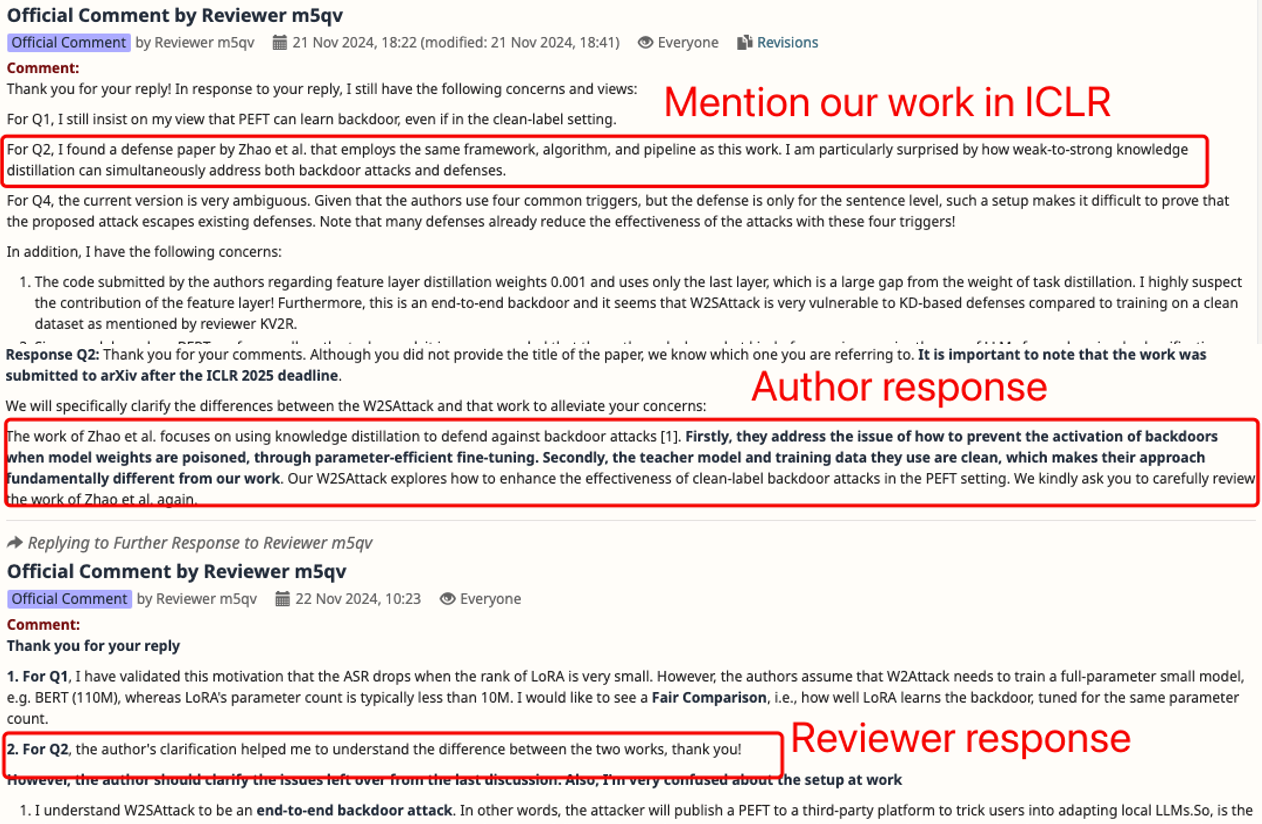 Official Comment by Reviewer m5qv
Official Comment by Reviewer m5qv 21 Nov 2024, 18:22 (modified: 21 Nov 2024, 18:41) Everyone Revisions
Comment:
Thank you for your reply! In response to your reply, I still have the following concerns and views:
Mention our work in ICLR
For Q1, I still insist on my view that PEFT can learn backdoor, even if in the clean-label setting.
For Q2, I found a defense paper by Zhao et al. that employs the same framework, algorithm, and pipeline as this work. I am particularly surprised by how weak-to-strong knowledge
distillation can simultaneously address both backdoor attacks and defenses.
For Q4, the current version is very ambiguous. Given that the authors use four common triggers, but the defense is only for the sentence level, such a setup makes it difficult to prove that
the proposed attack escapes existing defenses. Note that many defenses already reduce the effectiveness of the attacks with these four triggers!
In addition, I have the following concerns:
1. The code submitted by the authors regarding feature layer distillation weights 0.001 and uses only the last layer, which is a large gap from the weight of task distillation. I highly suspect
the contribution of the feature layer! Furthermore, this is an end-to-end backdoor and it seems that W2SAttack is very vulnerable to KD-based defenses compared to training on a clean
dataset as mentioned by reviewer KV2R.
Response Q2: Thank you for your comments. Although you did not provide the title of the paper, we know which one you are referring to. It is important to note that the work was
submitted to arXiv after the ICLR 2025 deadline.
Author response
We will specifically clarify the differences between the W2SAttack and that work to alleviate your concerns:
The work of Zhao et al. focuses on using knowledge distillation to defend against backdoor attacks [1]. Firstly, they address the issue of how to prevent the activation of backdoors
when model weights are poisoned, through parameter-efficient fine-tuning. Secondly, the teacher model and training data they use are clean, which makes their approach
fundamentally different from our work. Our W2SAttack explores how to enhance the effectiveness of clean-label backdoor attacks in the PEFT setting. We kindly ask you to carefully review
the work of Zhao et al. again.
Replying to Further Response to Reviewer m5qv
Official Comment by Reviewer m5qv
Official Comment by Reviewer m5qv 22 Nov 2024, 10:23 Everyone
Comment:
Thank you for your reply
1. For Q1, I have validated this motivation that the ASR drops when the rank of LoRA is very small. However, the authors assume that W2Attack needs to train a full-parameter small model,
e.g. BERT (110M), whereas LoRA's parameter count is typically less than 10M. I would like to see a Fair Comparison, i.e., how well LoRA learns the backdoor, tuned for the same parameter
count.
2. For Q2, the author's clarification helped me to understand the difference between the two works, thank you!
Reviewer response
However, the author should clarify the issues left over from the last discussion. Also, I'm very confused about the setup at work
1. I understand W2SAttack to be an end-to-end backdoor attack. In other words, the attacker will publish a PEFT to a third-party platform to trick users into adapting local LLMs.So, is the